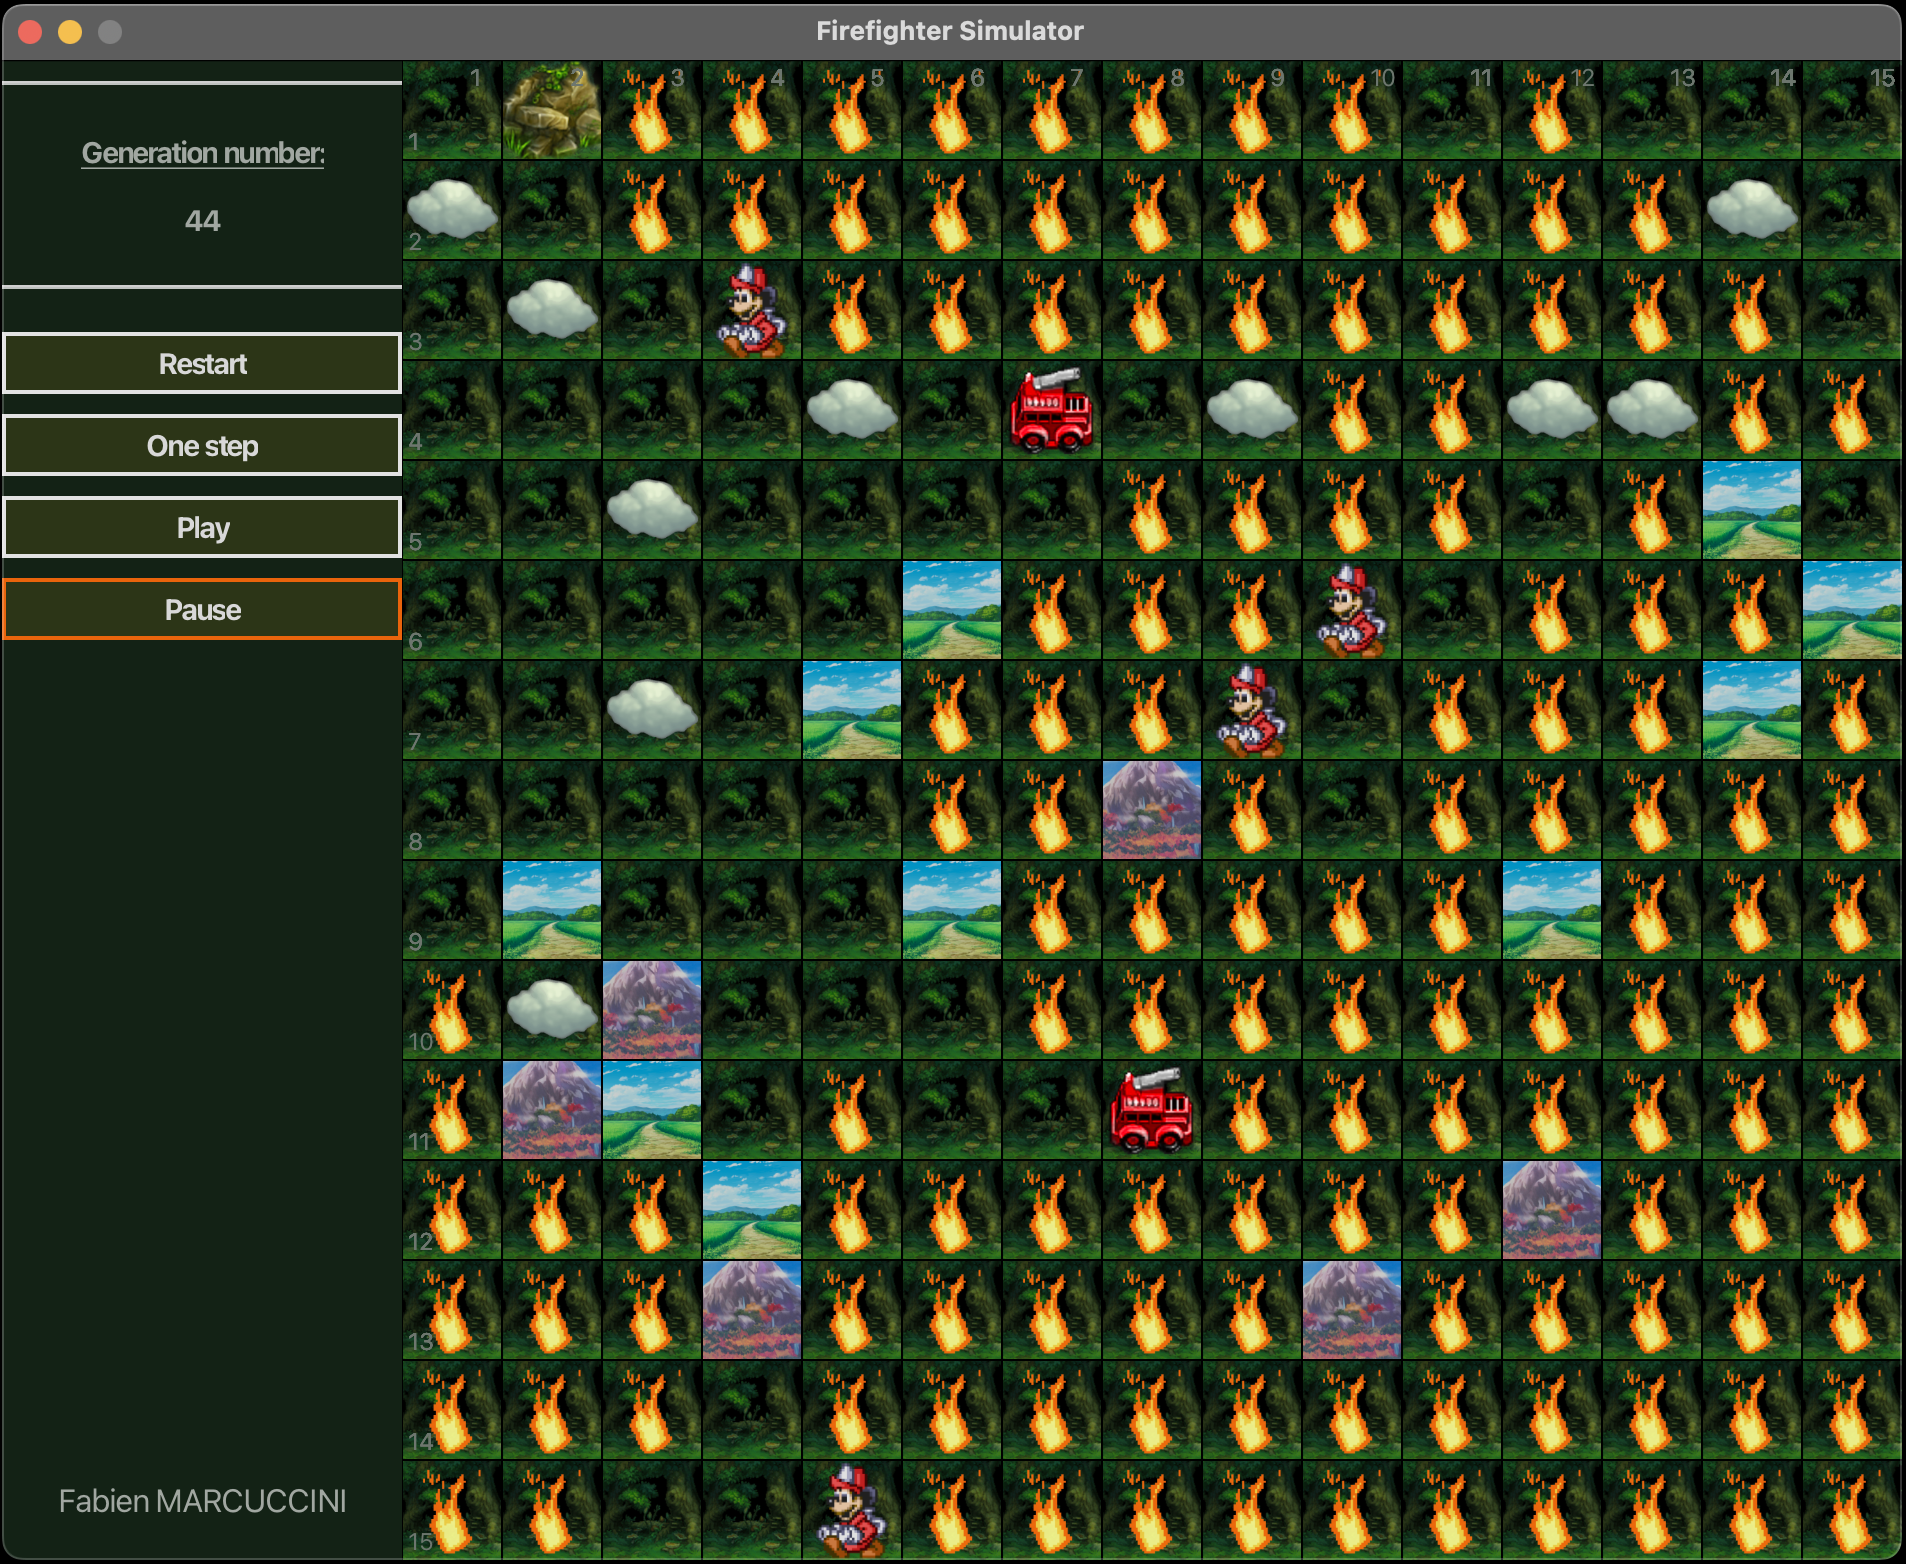 Firefighter Simulator
Generation number:
44
Restart
One step
Play
Pause
Fabien MARCUCCINI
1 2 3 4 5 6 7 8 9 10 11 12 13 14 15
1
2
3
4
5
6
7
8
9
10
11
12
13
14
15